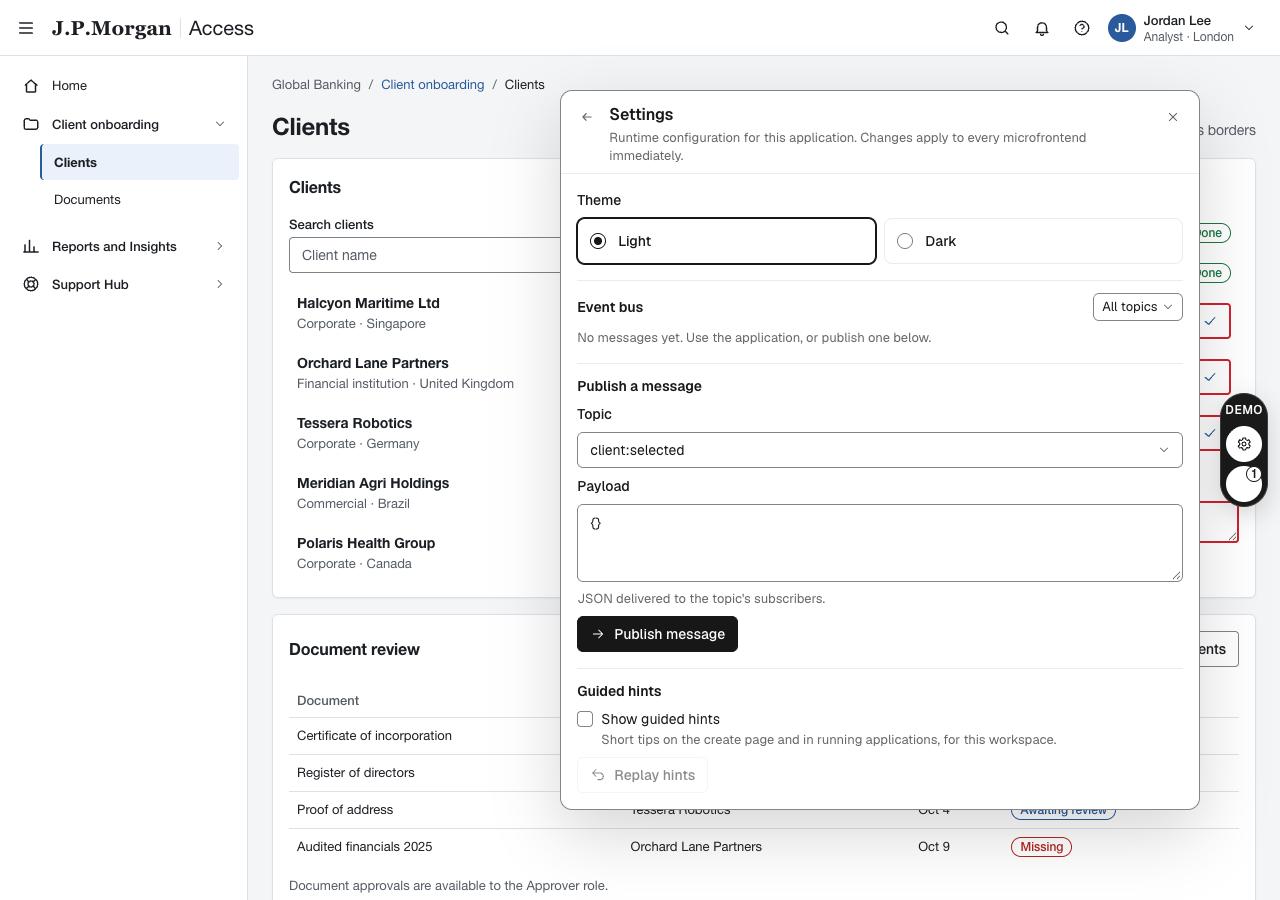 J.P.Morgan Access
JL
Jordan Lee
Analyst · London
Home
Client onboarding
Clients
Documents
Reports and Insights
Support Hub
Global Banking / Client onboarding / Clients
Clients
borders
Clients
Search clients
Client name
Halcyon Maritime Ltd
Corporate · Singapore
Orchard Lane Partners
Financial institution · United Kingdom
Tessera Robotics
Corporate · Germany
Meridian Agri Holdings
Commercial · Brazil
Polaris Health Group
Corporate · Canada
Settings
Runtime configuration for this application. Changes apply to every microfrontend
immediately.
Theme
Light
Dark
Event bus
All topics
No messages yet. Use the application, or publish one below.
Publish a message
Topic
client:selected
Payload
{}
JSON delivered to the topic's subscribers.
Publish message
Guided hints
Show guided hints
Short tips on the create page and in running applications, for this workspace.
Replay hints
DEMO
1
Document review
Document
Certificate of incorporation
Register of directors
Proof of address Tessera Robotics Oct 4 Awaiting review
Audited financials 2025 Orchard Lane Partners Oct 9 Missing
Document approvals are available to the Approver role.